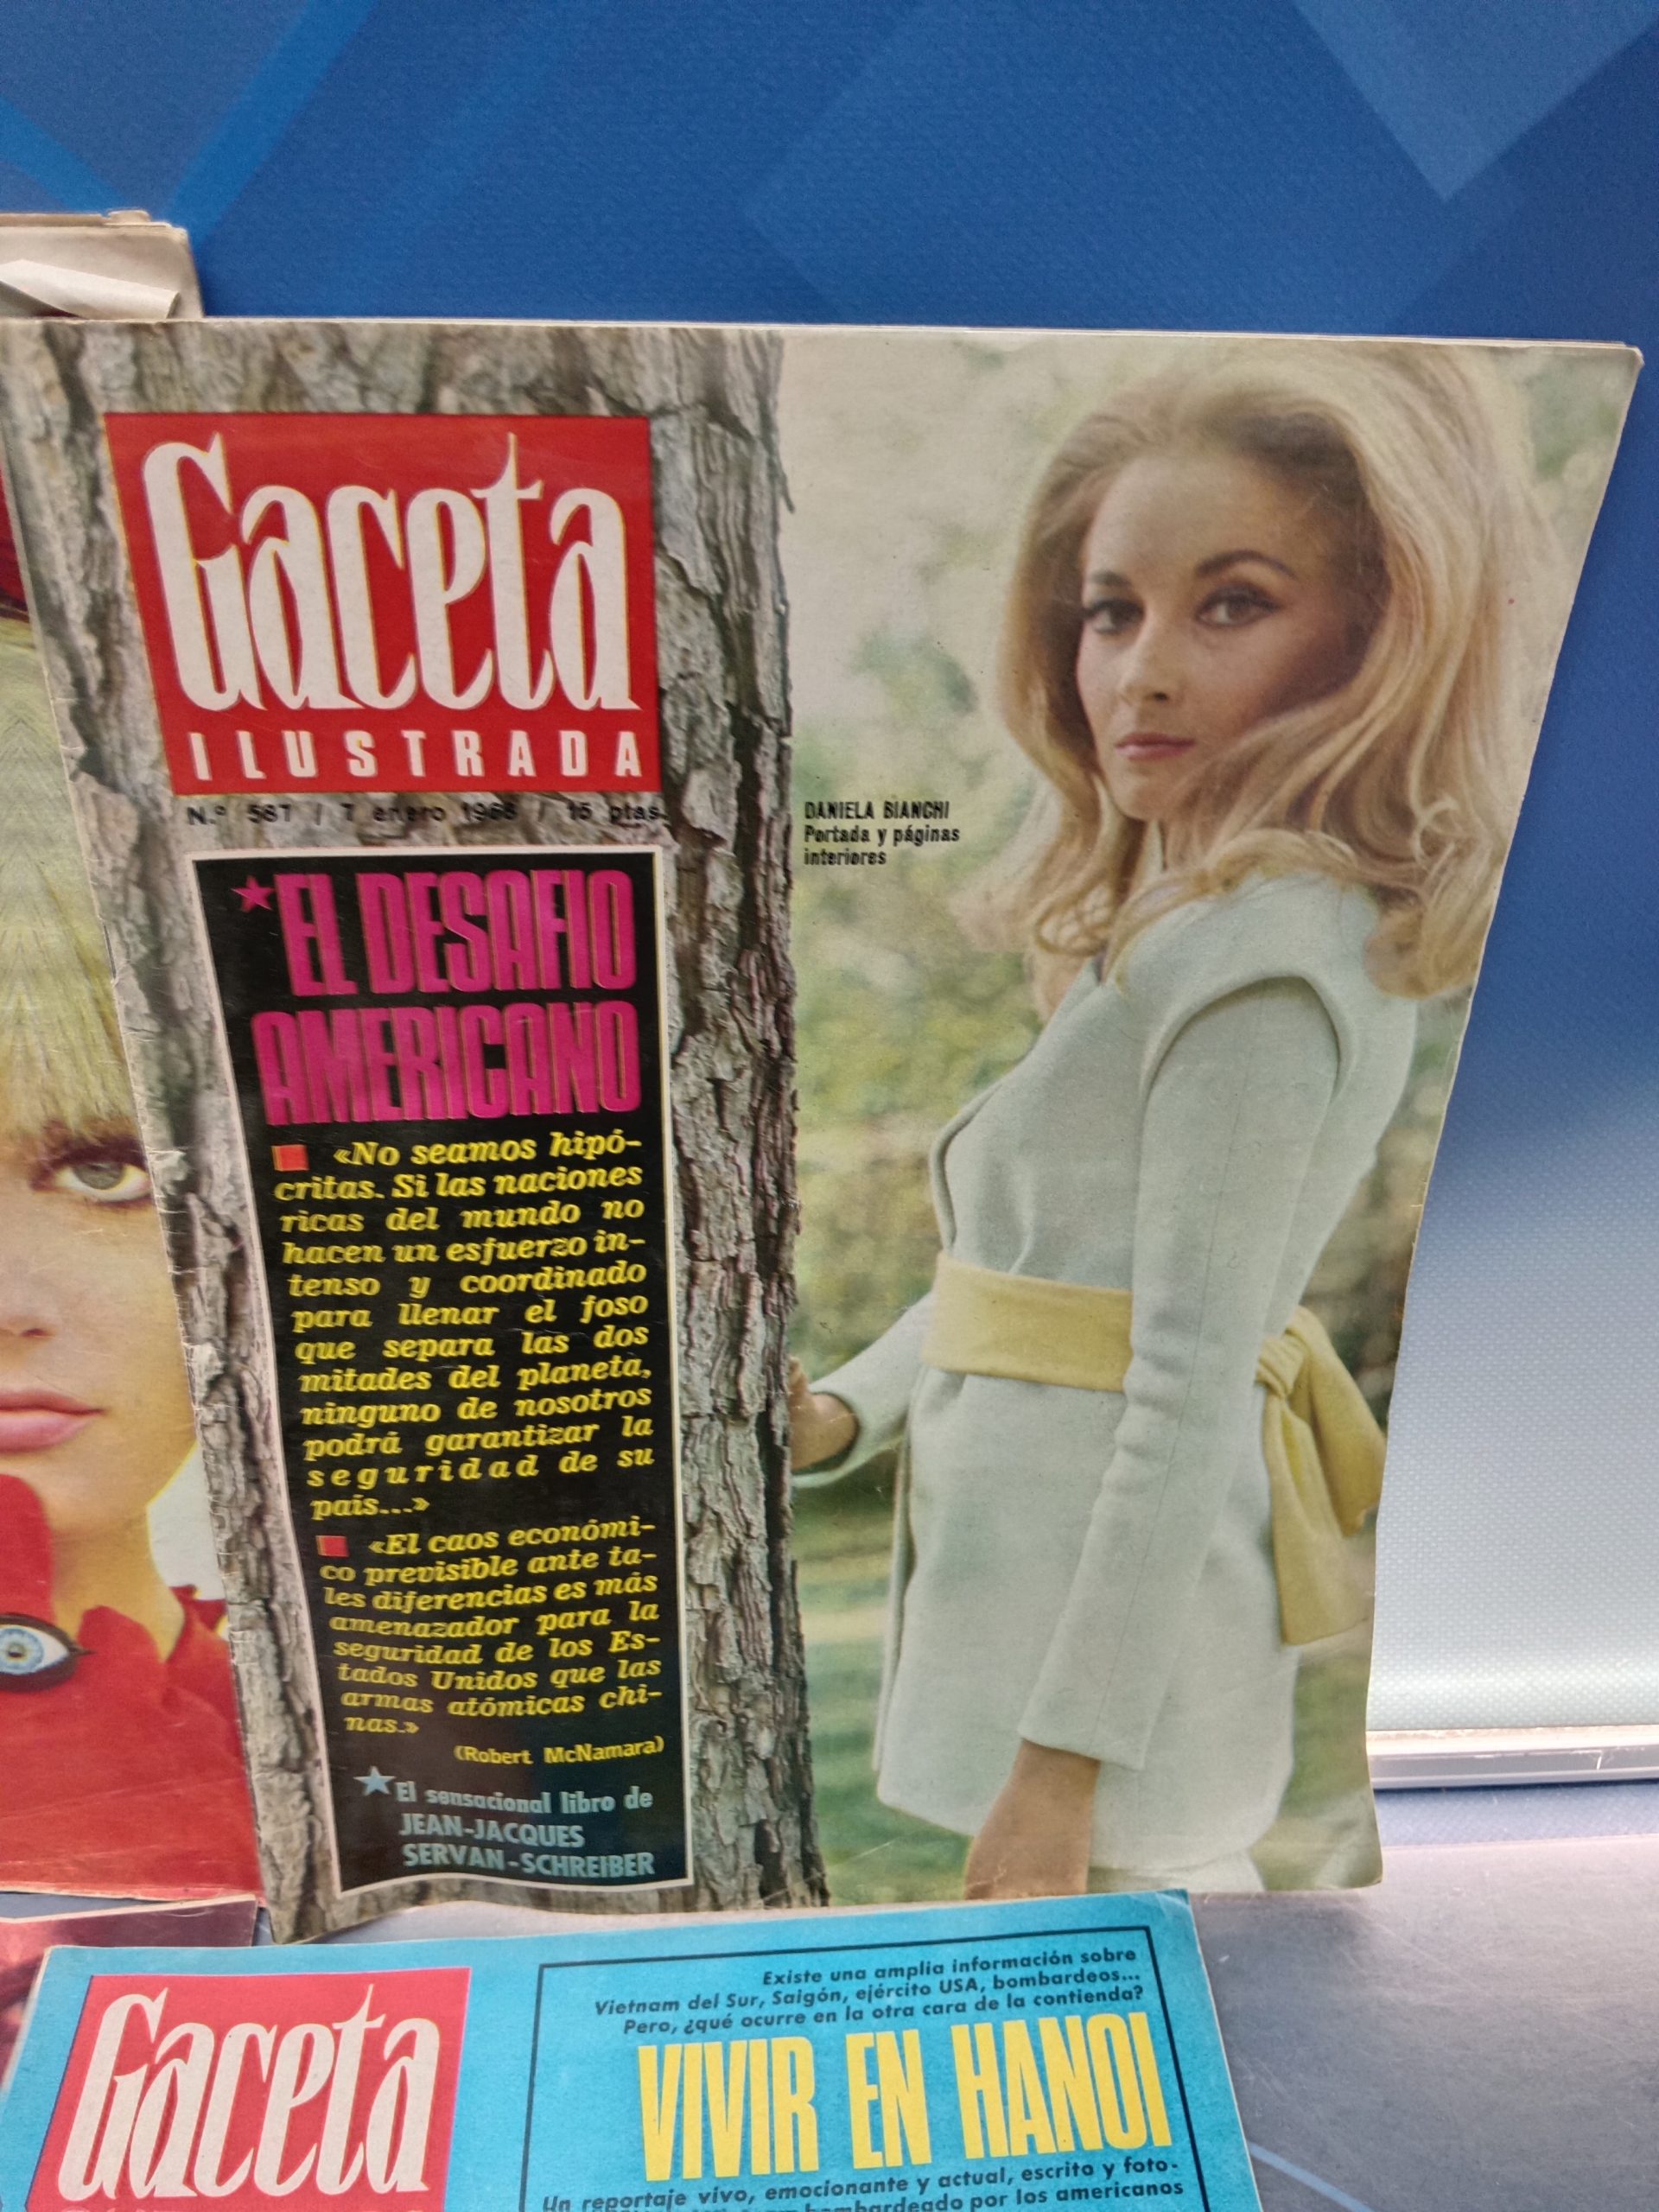 Gaceta
ILUSTRADA
N.º 587 / 7 enero 1968 / 15 ptas.
DANIELA BIANCHI
Portada y páginas
interiores
★EL DESAFIO
AMERICANO
«No seamos hipó-
critas. Si las naciones
ricas del mundo no
hacen un esfuerzo in-
tenso y coordinado
para llenar el foso
que separa las dos
mitades del planeta,
ninguno de nosotros
podrá garantizar la
seguridad de su
país...»
«El caos económi-
co previsible ante ta-
les diferencias es más
amenazador para la
seguridad de los Es-
tados Unidos que las
armas atómicas chi-
nas.»
(Robert McNamara)
★El sensacional libro de
JEAN-JACQUES
SERVAN-SCHREIBER
Gaceta
Existe una amplia información sobre
Vietnam del Sur, Saigón, ejército USA, bombardeos...
Pero, ¿qué ocurre en la otra cara de la contienda?
VIVIR EN HANOI
Un reportaje vivo, emocionante y actual, escrito y foto-
bombardeado por los americanos